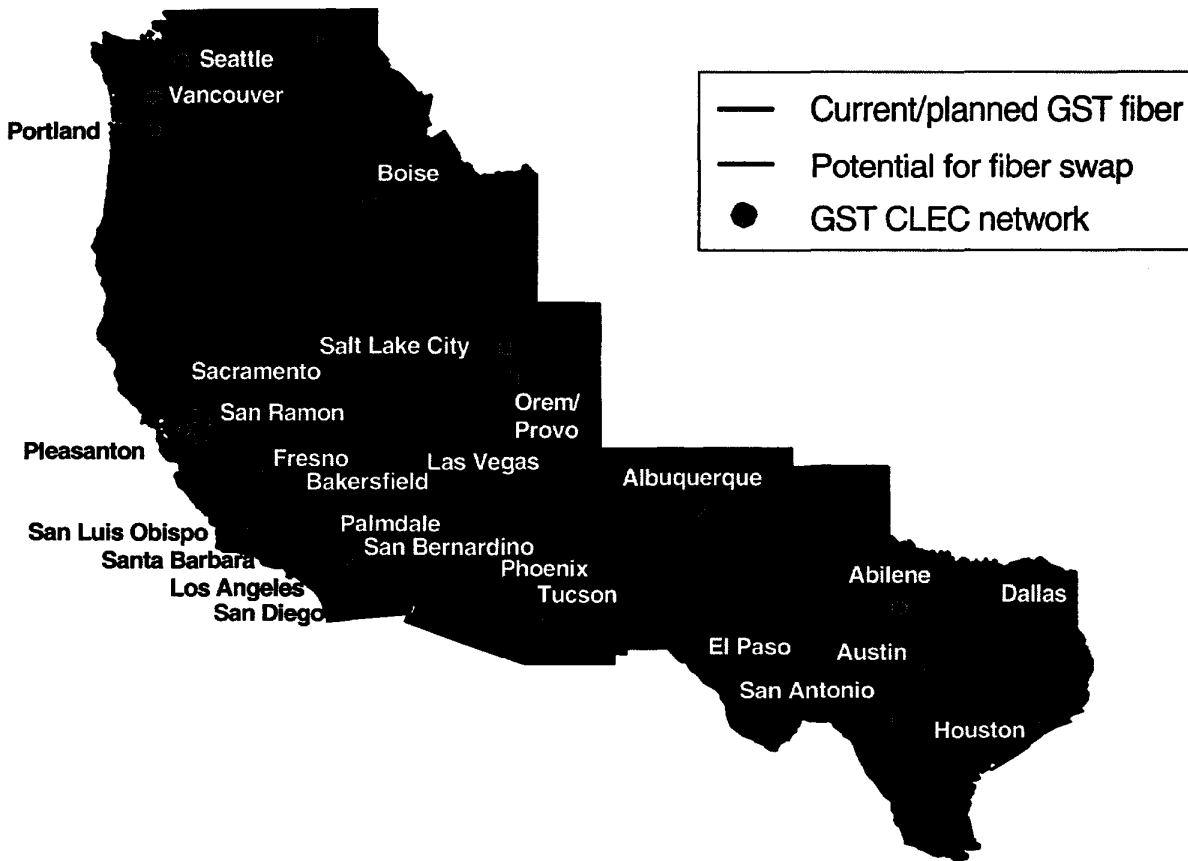 Seattle
Vancouver
Portland
Boise
Current/planned GST fiber
Potential for fiber swap
GST CLEC network
Salt Lake City
Sacramento
San Ramon
Orem/
Provo
Pleasanton
Fresno
Las Vegas
Bakersfield
Albuquerque
San Luis Obispo
Palmdale
Santa Barbara
San Bernardino
Los Angeles
Phoenix
San Diego
Tucson
Abilene
Dallas
El Paso
Austin
San Antonio
Houston